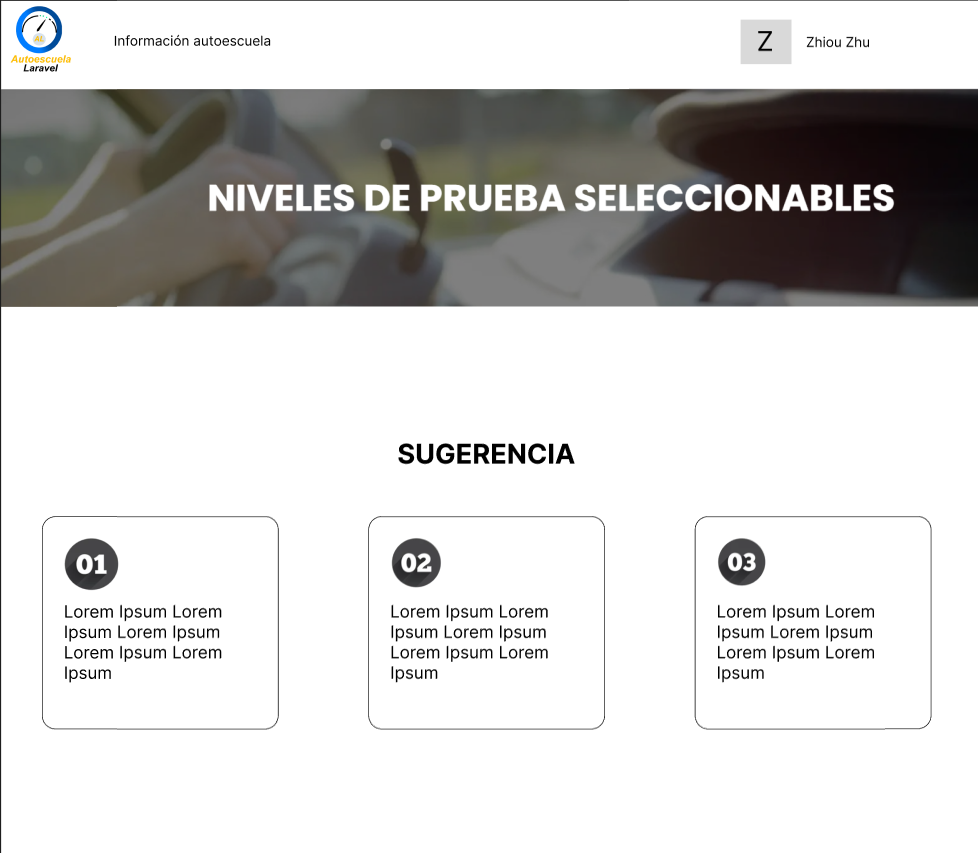 Autoescuela
Laravel
Información autoescuela
Z
Zhiou Zhu
NIVELES DE PRUEBA SELECCIONABLES
SUGERENCIA
01
Lorem Ipsum Lorem
Ipsum Lorem Ipsum
Lorem Ipsum Lorem
Ipsum
02
Lorem Ipsum Lorem
Ipsum Lorem Ipsum
Lorem Ipsum Lorem
Ipsum
03
Lorem Ipsum Lorem
Ipsum Lorem Ipsum
Lorem Ipsum Lorem
Ipsum